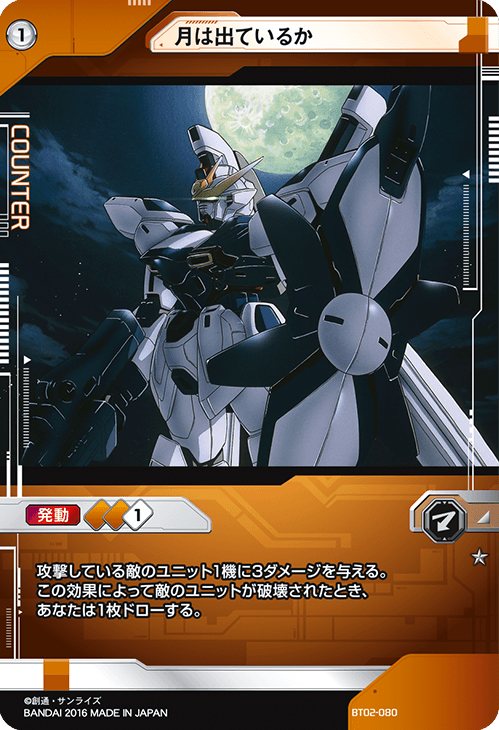 1
月は出ているか
COUNTER
発動 1
攻撃している敵のユニット1機に3ダメージを与える。
この効果によって敵のユニットが破壊されたとき、
あなたは1枚ドローする。
©創通・サンライズ
BANDAI 2016 MADE IN JAPAN
BT02-080